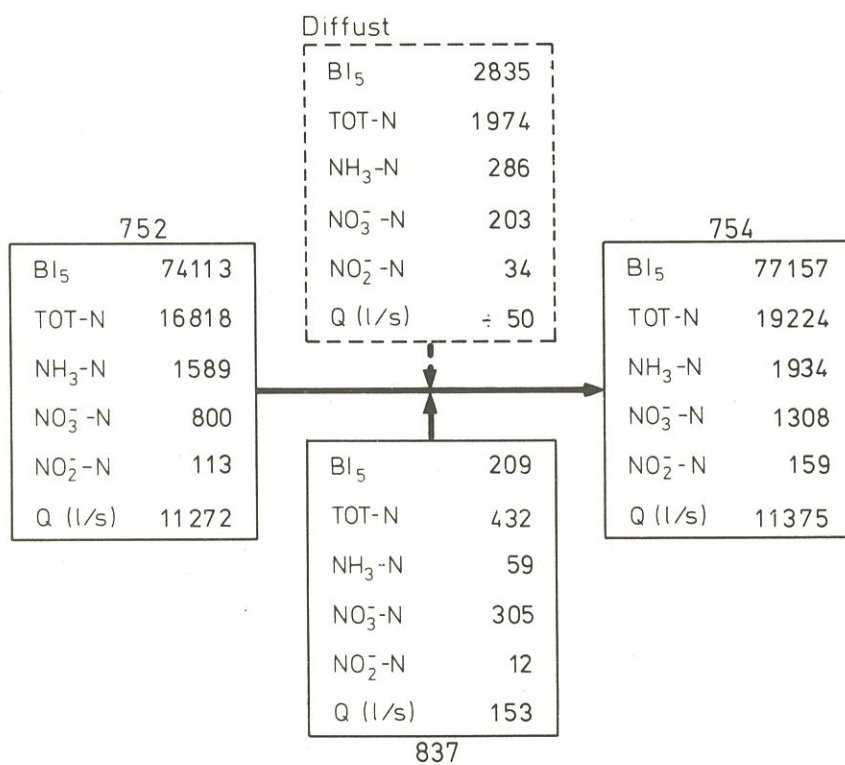 Diffust
BI₅ 2835
TOT-N 1974
NH₃-N 286
NO₃⁻-N 203
NO₂⁻-N 34
Q (l/s) ÷ 50
752
BI₅ 74113
TOT-N 16818
NH₃-N 1589
NO₃⁻-N 800
NO₂⁻-N 113
Q (l/s) 11272
754
BI₅ 77157
TOT-N 19224
NH₃-N 1934
NO₃⁻-N 1308
NO₂⁻-N 159
Q (l/s) 11375
BI₅ 209
TOT-N 432
NH₃-N 59
NO₃⁻-N 305
NO₂⁻-N 12
Q (l/s) 153
837